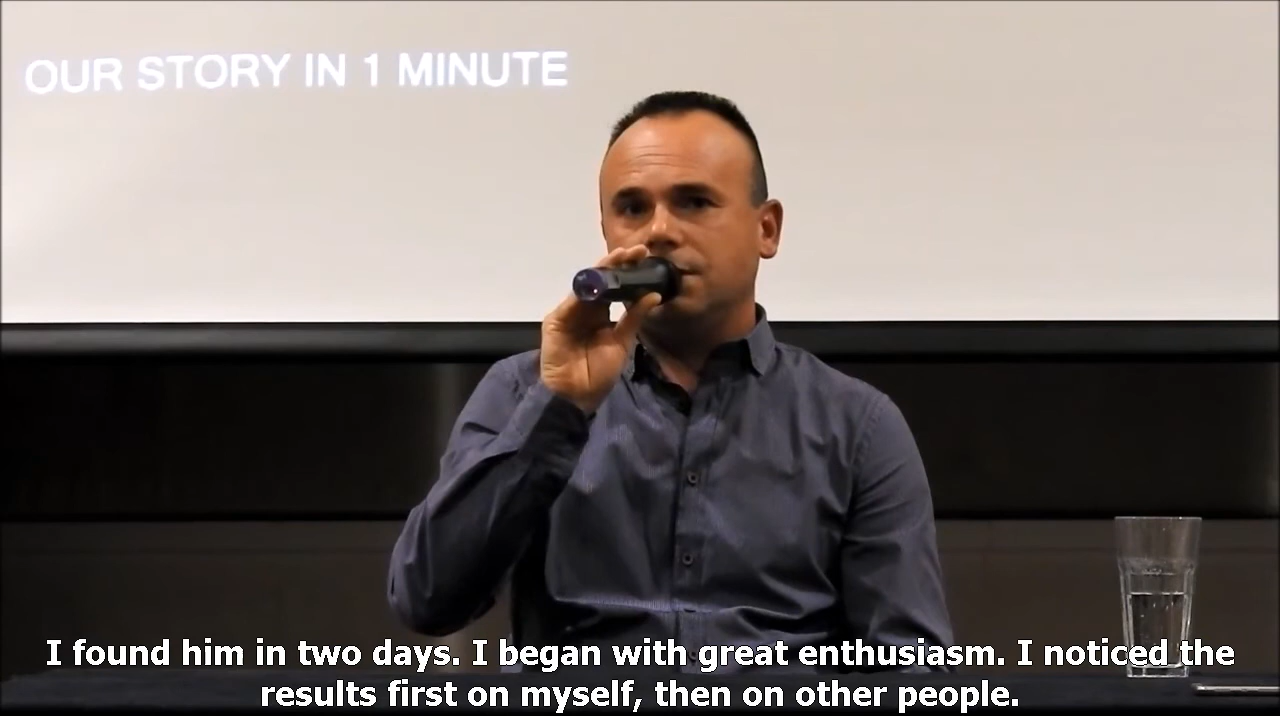 OUR STORY IN 1 MINUTE
I found him in two days. I began with great enthusiasm. I noticed the
results first on myself, then on other people.